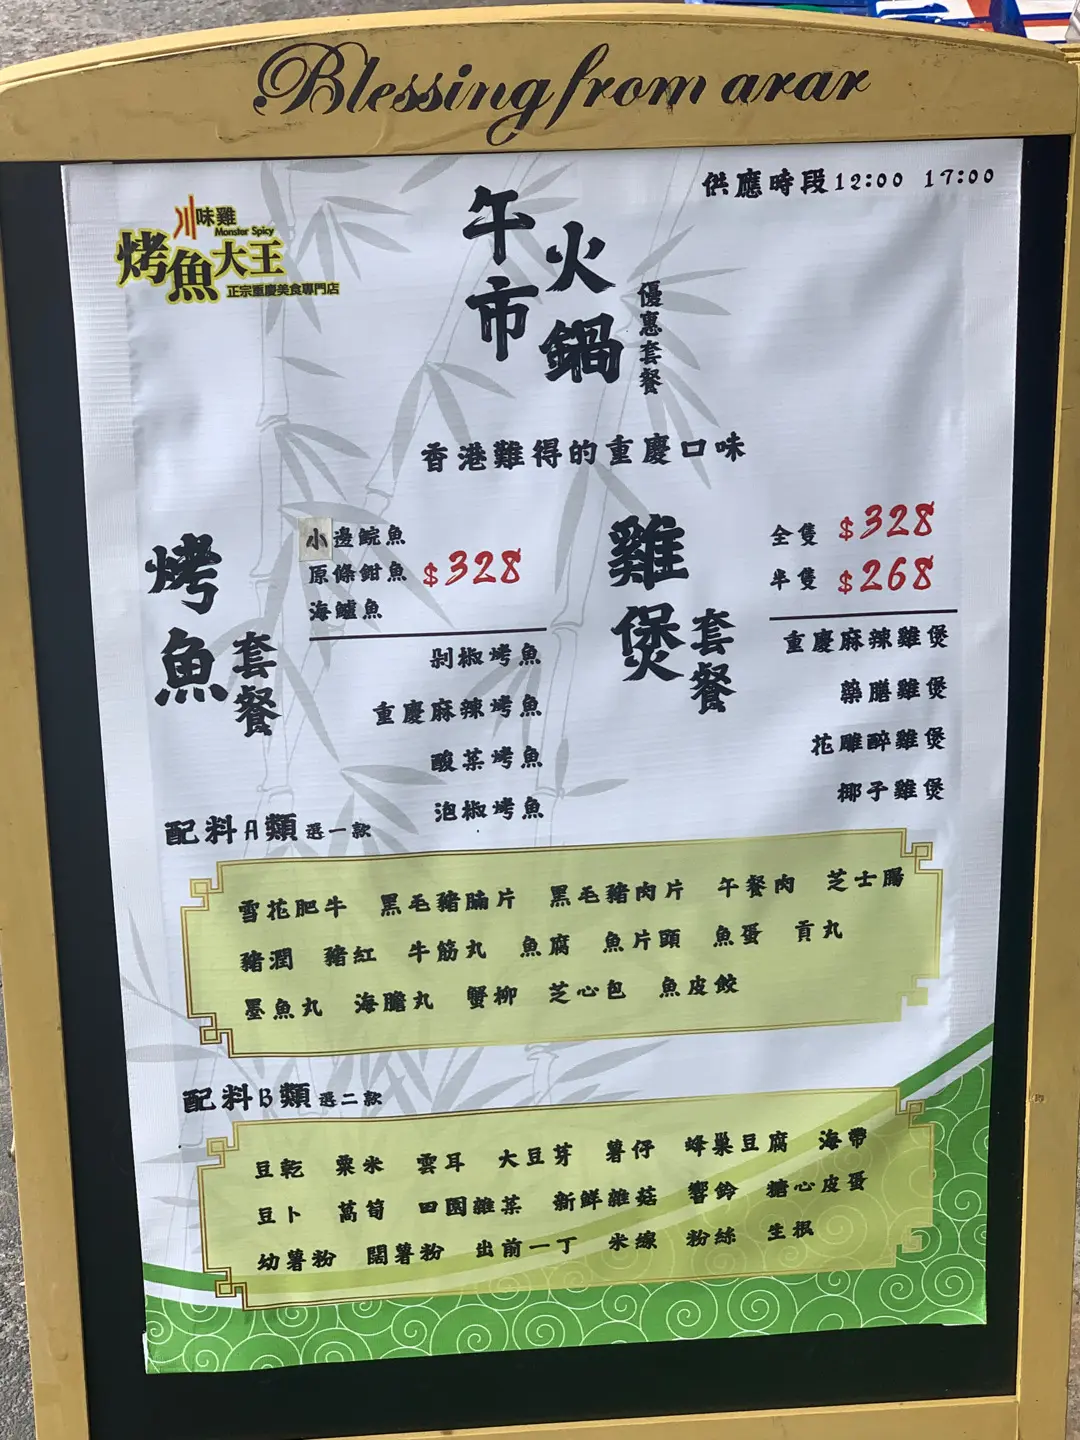 Blessing from arar
供應時段12:00 17:00
川味雞
Monster Spicy
烤魚大王
正宗重慶美食專門店
午市
火鍋
優惠套餐
香港難得的重慶口味
烤魚
套餐
小邊鯇魚
原條鉗魚
海鱸魚
$328
剁椒烤魚
重慶麻辣烤魚
酸菜烤魚
泡椒烤魚
雞煲
套餐
全隻 $328
半隻 $268
重慶麻辣雞煲
藥膳雞煲
花雕醉雞煲
椰子雞煲
配料A類 選一款
雪花肥牛 黑毛豬腩片 黑毛豬肉片 午餐肉 芝士腸
豬潤 豬紅 牛筋丸 魚腐 魚片頭 魚蛋 貢丸
墨魚丸 海膽丸 蟹柳 芝心包 魚皮餃
配料B類 選二款
豆乾 粟米 雲耳 大豆芽 薯仔 蜂巢豆腐 海帶
豆卜 萵筍 田園雜菜 新鮮雜菇 響鈴 糖心皮蛋
幼薯粉 闊薯粉 出前一丁 米線 粉絲 生根